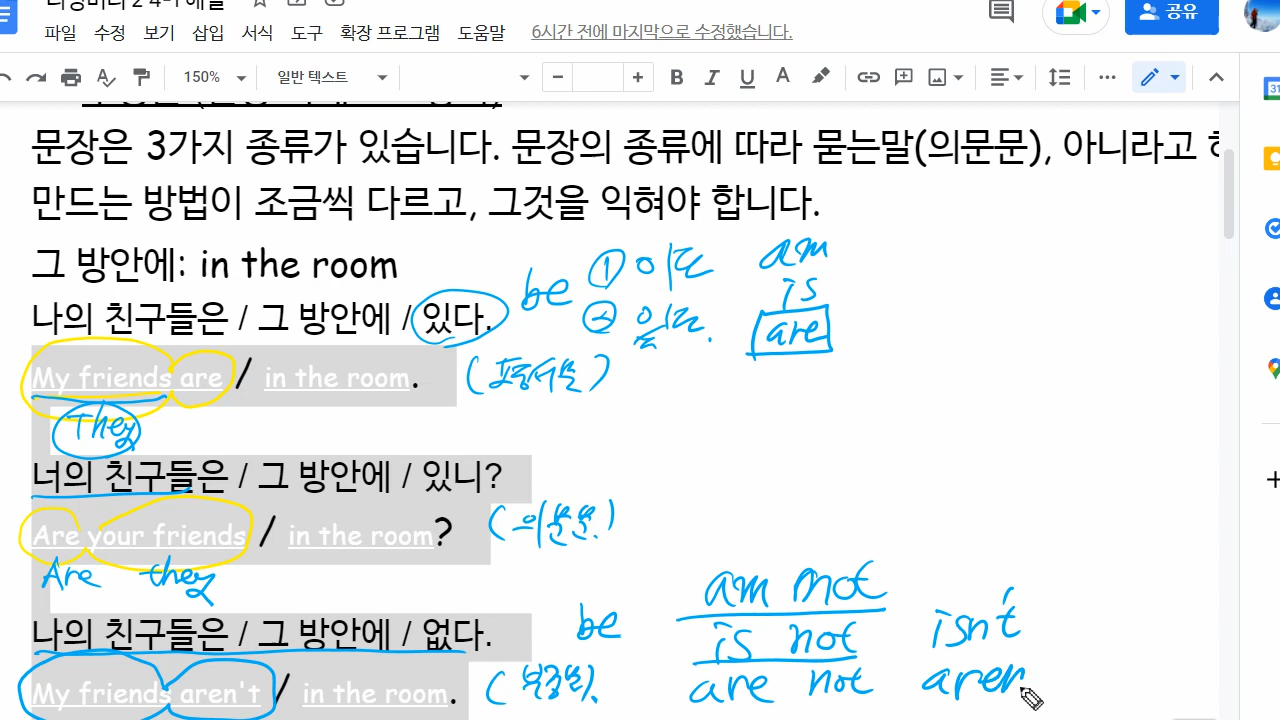 파일 수정 보기 삽입 서식 도구 확장 프로그램 도움말 6시간 전에 마지막으로 수정했습니다. 공유
150% 일반 텍스트 B I U A
문장은 3가지 종류가 있습니다. 문장의 종류에 따라 묻는말(의문문), 아니라고
만드는 방법이 조금씩 다르고, 그것을 익혀야 합니다.
그 방안에: in the room
be ① 이다 am
② 있다. is
are
나의 친구들은 / 그 방안에 / 있다.
My friends are / in the room. (평서문)
They
너의 친구들은 / 그 방안에 / 있니?
Are your friends / in the room? (의문문.)
Are they
be am not
is not isn't
are not aren
나의 친구들은 / 그 방안에 / 없다.
My friends aren't / in the room. (부정문).